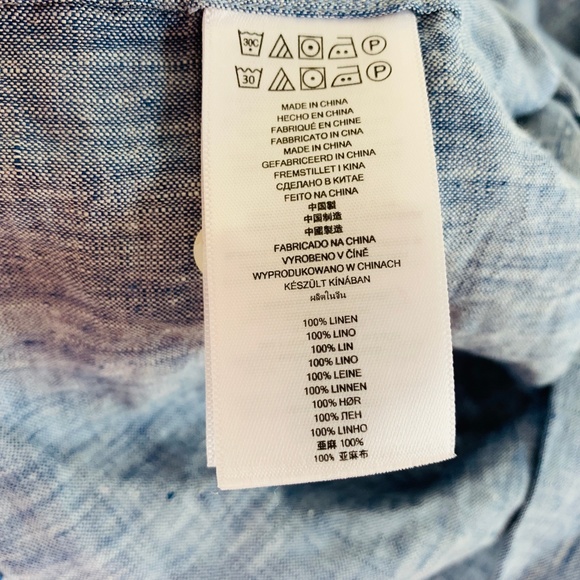 30C P
30 P
MADE IN CHINA
HECHO EN CHINA
FABRIQUÉ EN CHINE
FABBRICATO IN CINA
MADE IN CHINA
GEFABRICEERD IN CHINA
FREMSTILLET I KINA
СДЕЛАНО В КИТАЕ
FEITO NA CHINA
中国製
中国制造
中國製造
FABRICADO NA CHINA
VYROBENO V ČÍNĚ
WYPRODUKOWANO W CHINACH
KÉSZÜLT KÍNÁBAN
ผลิตในจีน
100% LINEN
100% LINO
100% LIN
100% LINO
100% LEINE
100% LINNEN
100% HØR
100% ЛЕН
100% LINHO
亜麻 100%
100% 亚麻布